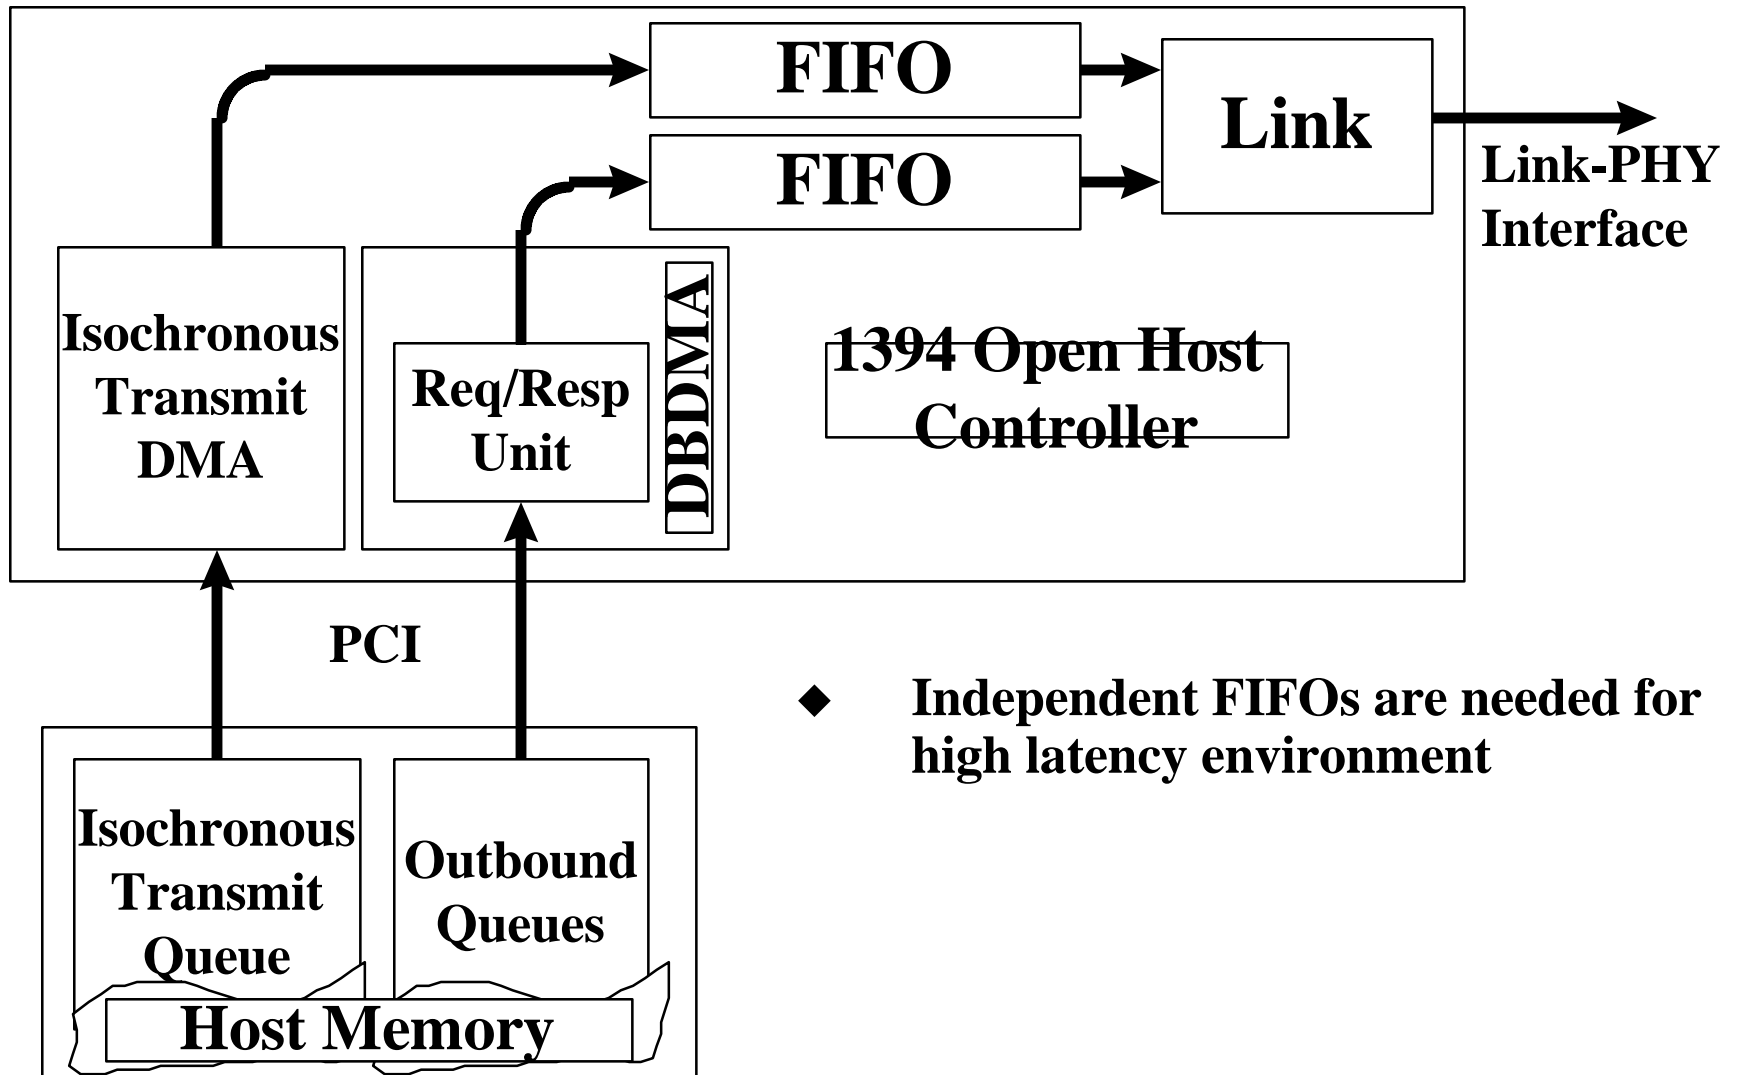 FIFO
FIFO
Link
Link-PHY
Interface
Isochronous
Transmit
DMA
Req/Resp
Unit
DBDMA
1394 Open Host
Controller
PCI
◆ Independent FIFOs are needed for
high latency environment
Isochronous
Transmit
Queue
Outbound
Queues
Host Memory